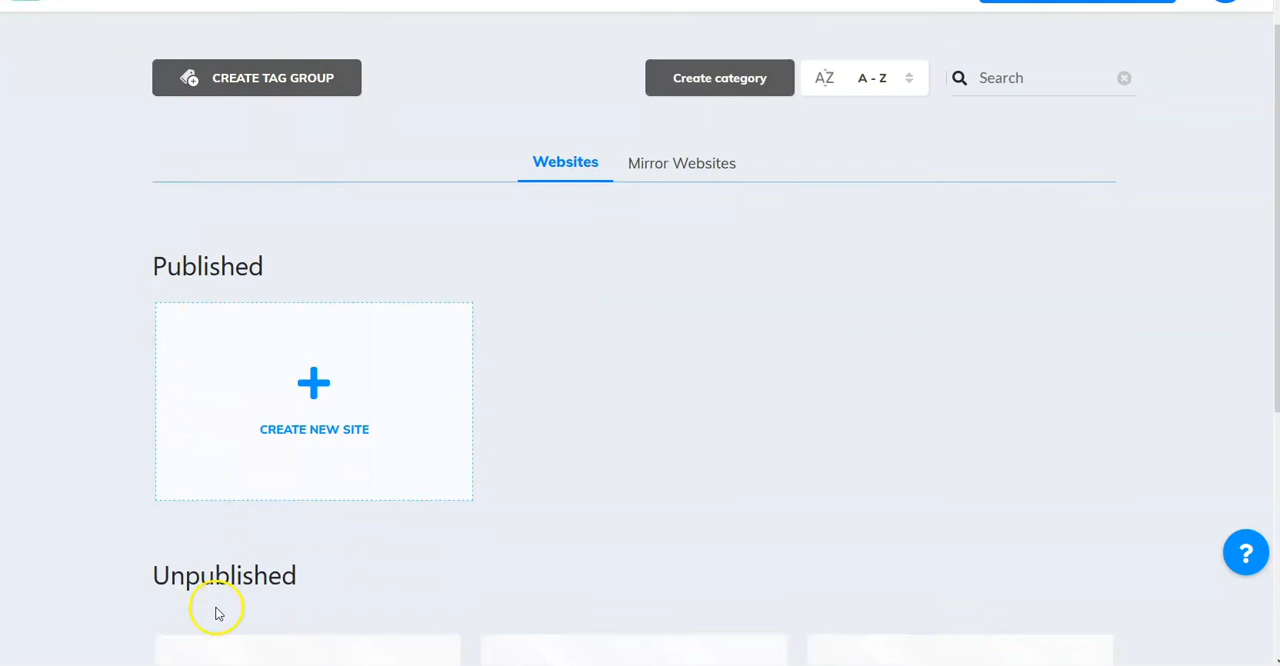 CREATE TAG GROUP
Create category
AZ
A - Z
Search
Websites
Mirror Websites
Published
CREATE NEW SITE
Unpublished
?